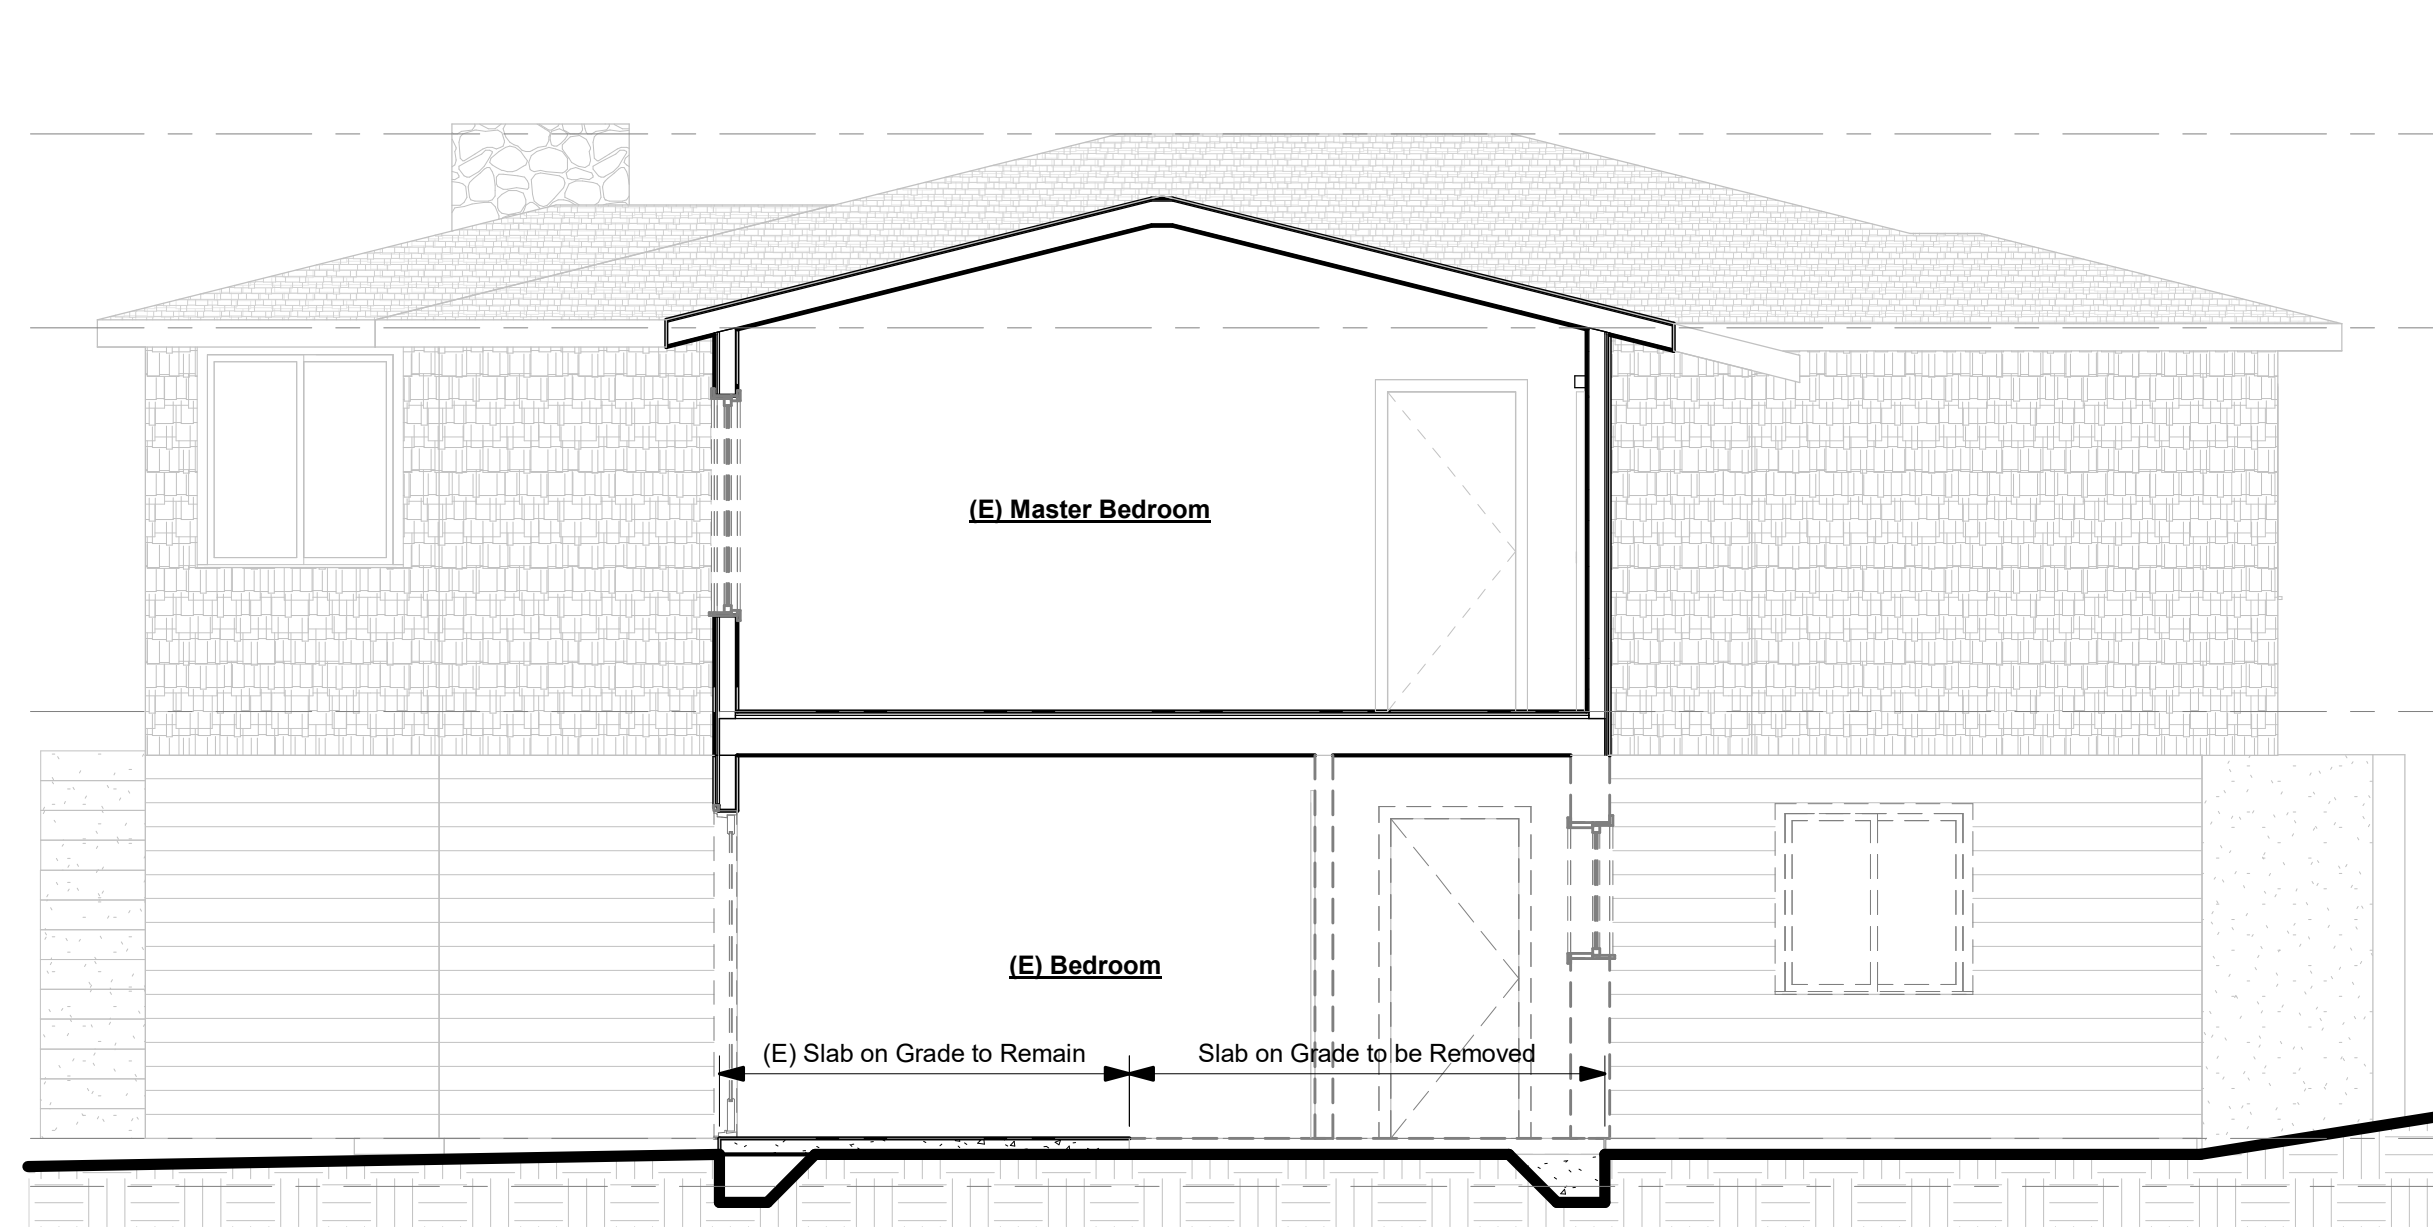 (E) Master Bedroom
(E) Bedroom
(E) Slab on Grade to Remain
Slab on Grade to be Removed